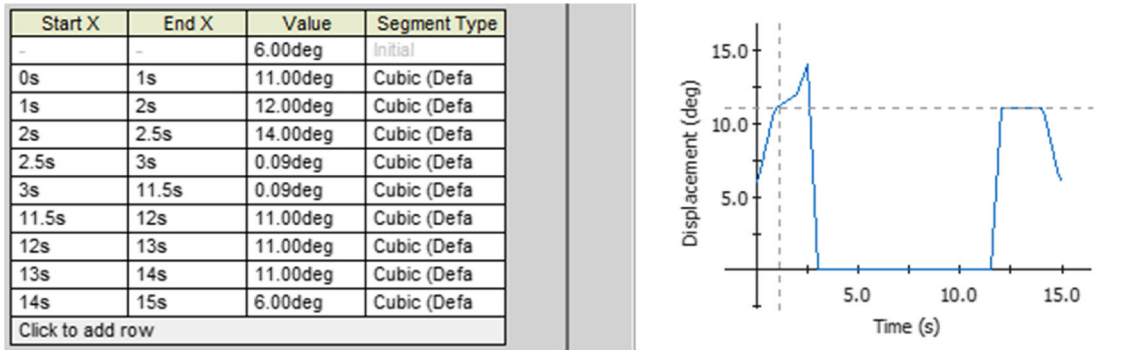 Start X End X Value Segment Type
- - 6.00deg Initial
0s 1s 11.00deg Cubic (Defa
1s 2s 12.00deg Cubic (Defa
2s 2.5s 14.00deg Cubic (Defa
2.5s 3s 0.09deg Cubic (Defa
3s 11.5s 0.09deg Cubic (Defa
11.5s 12s 11.00deg Cubic (Defa
12s 13s 11.00deg Cubic (Defa
13s 14s 11.00deg Cubic (Defa
14s 15s 6.00deg Cubic (Defa
Click to add row
Displacement (deg)
15.0
10.0
5.0
5.0 10.0 15.0
Time (s)